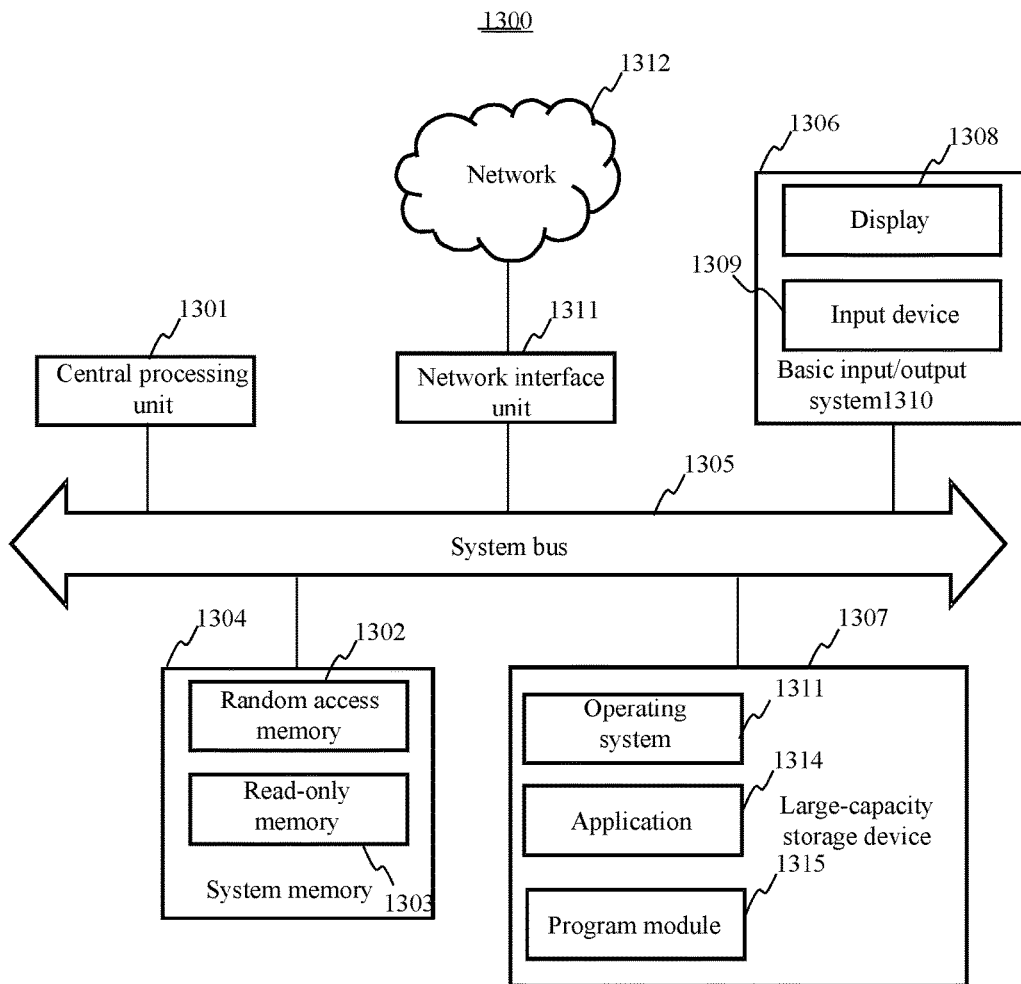 1300
1312
Network
1306
1308
Display
1309
Input device
Basic input/output
system1310
1301
Central processing
unit
1311
Network interface
unit
1305
System bus
1304
1302
Random access
memory
Read-only
memory
System memory
1303
1307
Operating
system
1311
Application
1314
Large-capacity
storage device
1315
Program module